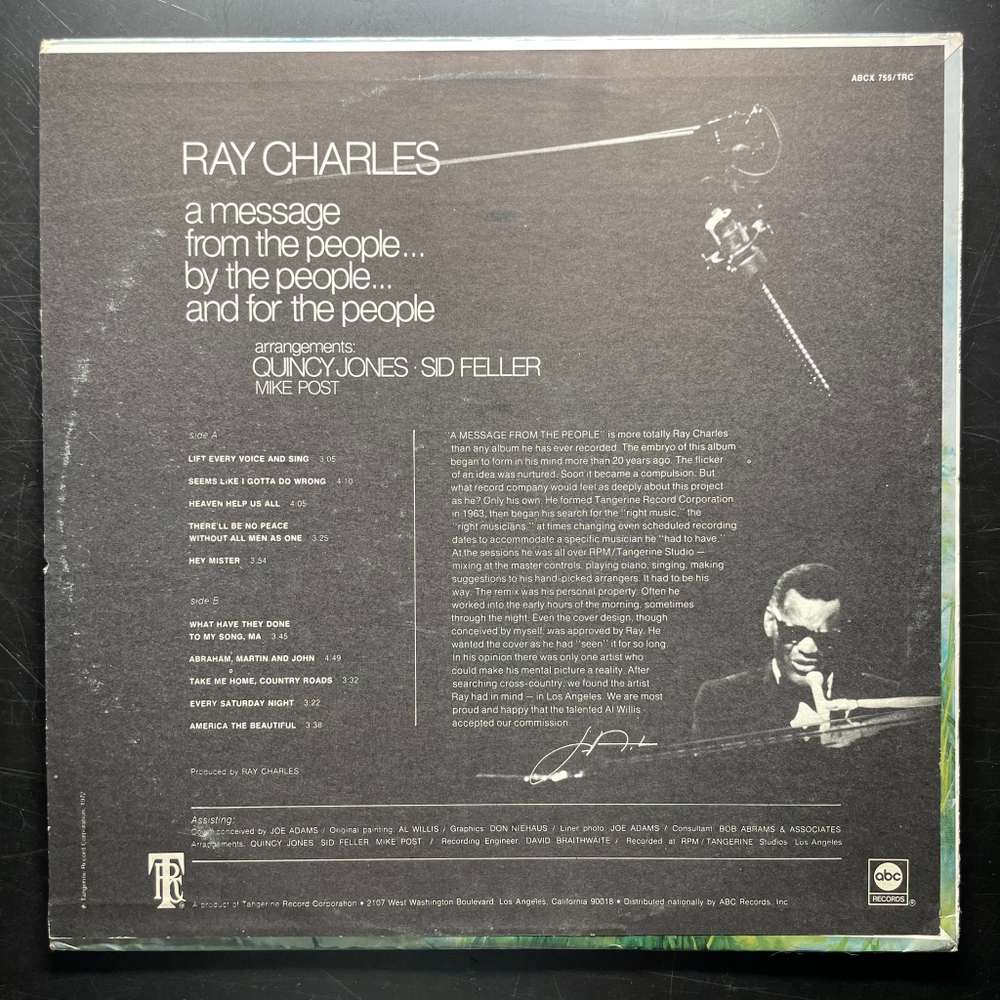 ABCX 755/TRC
RAY CHARLES
a message
from the people...
by the people...
and for the people
arrangements:
QUINCY JONES · SID FELLER
MIKE POST
side A
LIFT EVERY VOICE AND SING 3:05
SEEMS LIKE I GOTTA DO WRONG 4:10
HEAVEN HELP US ALL 4:05
THERE'LL BE NO PEACE
WITHOUT ALL MEN AS ONE 3:25
HEY MISTER 3:54
side B
WHAT HAVE THEY DONE
TO MY SONG, MA 3:45
ABRAHAM, MARTIN AND JOHN 4:49
TAKE ME HOME, COUNTRY ROADS 3:32
EVERY SATURDAY NIGHT 3:22
AMERICA THE BEAUTIFUL 3:38
Produced by RAY CHARLES
"A MESSAGE FROM THE PEOPLE" is more totally Ray Charles
than any album he has ever recorded. The embryo of this album
began to form in his mind more than 20 years ago. The flicker
of an idea was nurtured. Soon it became a compulsion. But
what record company would feel as deeply about this project
as he? Only his own. He formed Tangerine Record Corporation
in 1963, then began his search for the "right music," the
"right musicians," at times changing even scheduled recording
dates to accommodate a specific musician he "had to have."
At the sessions he was all over RPM/Tangerine Studio —
mixing at the master controls, playing piano, singing, making
suggestions to his hand-picked arrangers. It had to be his
way. The remix was his personal property. Often he
worked into the early hours of the morning, sometimes
through the night. Even the cover design, though
conceived by myself, was approved by Ray. He
wanted the cover as he had "seen" it for so long.
In his opinion there was only one artist who
could make his mental picture a reality. After
searching cross-country, we found the artist
Ray had in mind — in Los Angeles. We are most
proud and happy that the talented Al Willis
accepted our commission.
Assisting:
Cover conceived by JOE ADAMS / Original painting: AL WILLIS / Graphics: DON NIEHAUS / Liner photo: JOE ADAMS / Consultant: BOB ABRAMS & ASSOCIATES
Arrangements: QUINCY JONES SID FELLER MIKE POST / Recording Engineer: DAVID BRAITHWAITE / Recorded at RPM/TANGERINE Studios Los Angeles
TRC ®
A product of Tangerine Record Corporation • 2107 West Washington Boulevard, Los Angeles, California 90018 • Distributed nationally by ABC Records, Inc
abc
RECORDS ®
Tangerine Record Corporation, 1972